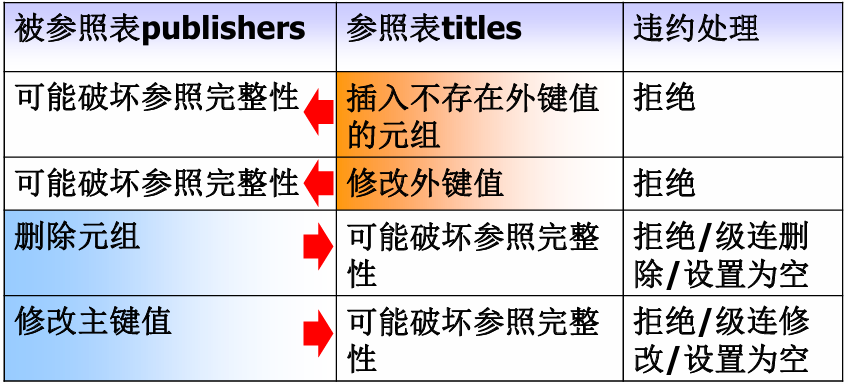 被参照表publishers
参照表titles
违约处理
可能破坏参照完整性
插入不存在外键值
的元组
拒绝
可能破坏参照完整性
修改外键值
拒绝
删除元组
可能破坏参照完整
性
拒绝/级连删
除/设置为空
修改主键值
可能破坏参照完整
性
拒绝/级连修
改/设置为空